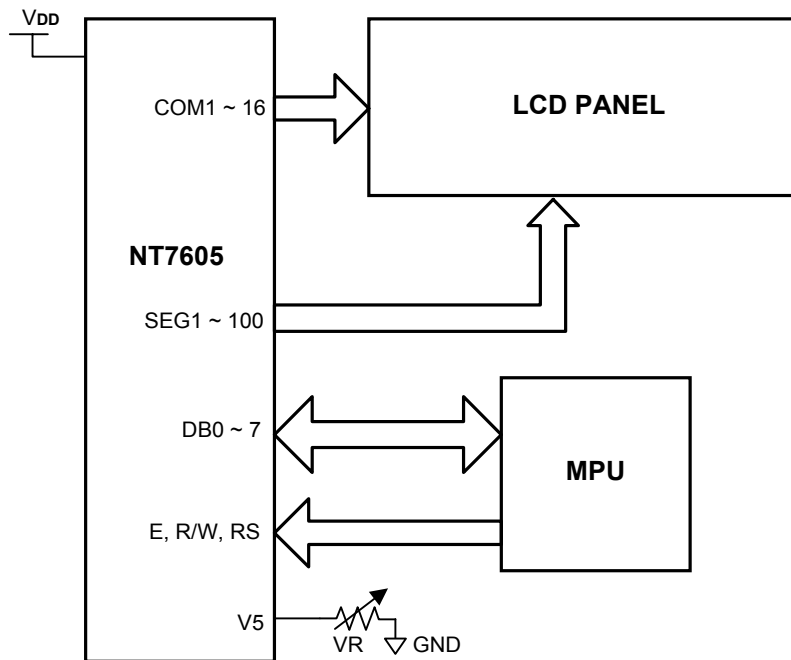 VDD
COM1 ~ 16
LCD PANEL
NT7605
SEG1 ~ 100
DB0 ~ 7
MPU
E, R/W, RS
V5
VR
GND